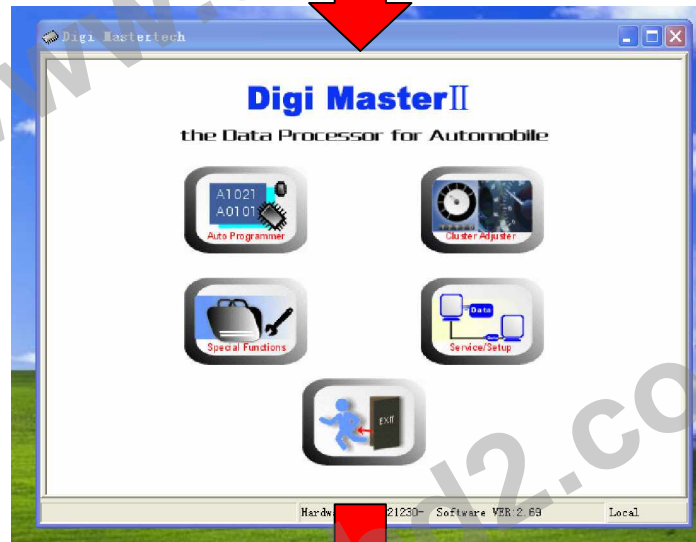 Digi Mastertech
Digi MasterⅡ
the Data Processor for Automobile
A1021
A0101
Auto Programmer
Cluster Adjuster
Special Functions
Data
Service/Setup
EXIT
21230- Software VER:2.69
Local